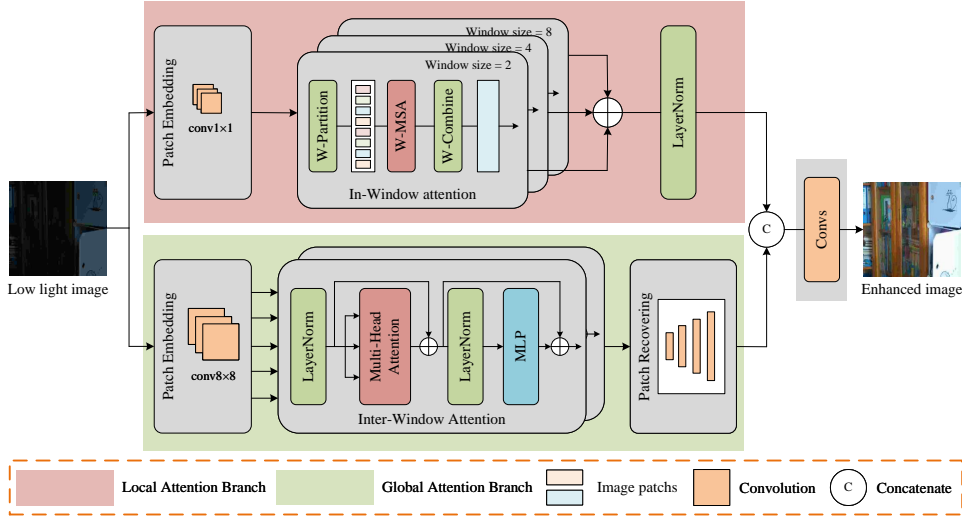 Patch Embedding
conv1×1
Window size = 8
Window size = 4
Window size = 2
W-Partition
W-MSA
W-Combine
In-Window attention
LayerNorm
Low light image
C
Convs
Enhanced image
Patch Embedding
conv8×8
LayerNorm
Multi-Head
Attention
LayerNorm
MLP
Inter-Window Attention
Patch Recovering
Local Attention Branch
Global Attention Branch
Image patchs
Convolution
C
Concatenate